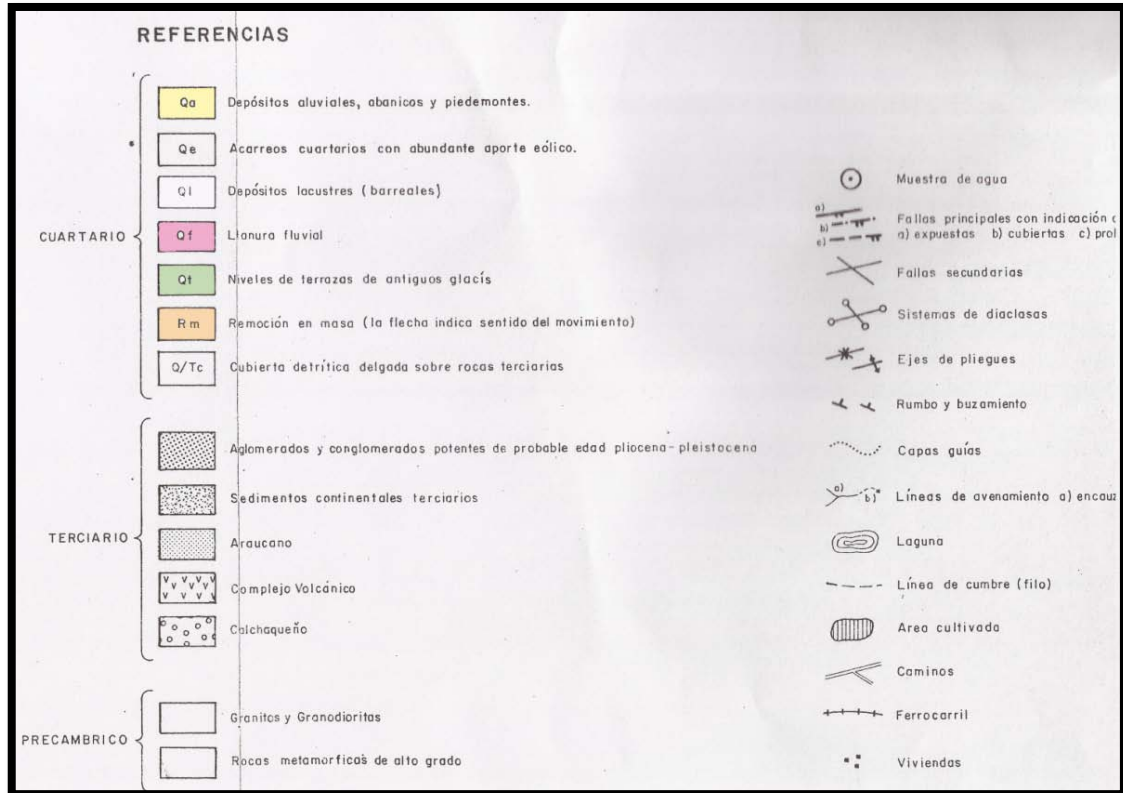 REFERENCIAS
CUARTARIO
Qa Depósitos aluviales, abanicos y piedemontes.
Qe Acarreos cuartarios con abundante aporte eólico.
Ql Depósitos lacustres (barreales)
Qf Llanura fluvial
Qt Niveles de terrazas de antiguos glacís
Rm Remoción en masa (la flecha indica sentido del movimiento)
Q/Tc Cubierta detrítica delgada sobre rocas terciarias
TERCIARIO
Aglomerados y conglomerados potentes de probable edad pliocena-pleistocena
Sedimentos continentales terciarios
Araucano
Complejo Volcánico
Calchaqueño
PRECAMBRICO
Granitos y Granodioritas
Rocas metamorficas de alto grado
Muestra de agua
a) b) c) Fallas principales con indicación
a) expuestas b) cubiertas c)
Fallas secundarias
Sistemas de diaclasas
Ejes de pliegues
Rumbo y buzamiento
Capas guías
a) b) Líneas de avenamiento a)
Laguna
Línea de cumbre (filo)
Area cultivada
Caminos
Ferrocarril
Viviendas